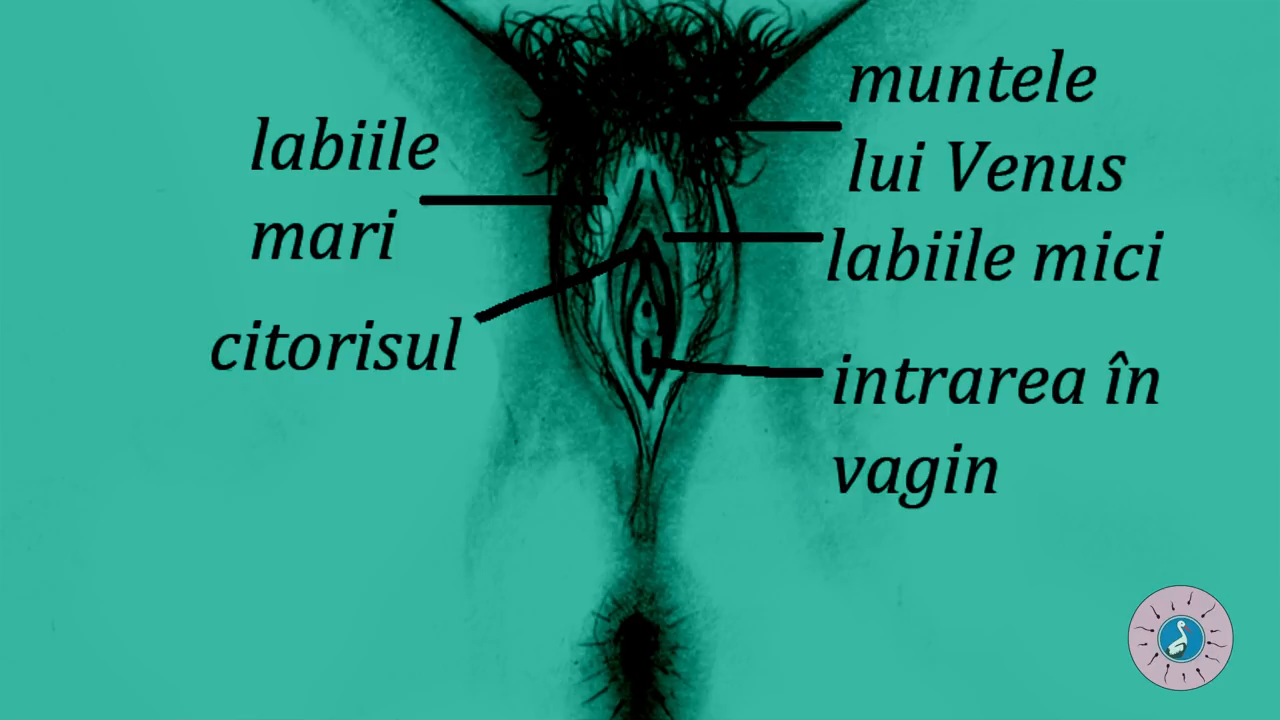 labiile
mari
citorisul
muntele
lui Venus
labiile mici
intrarea în
vagin